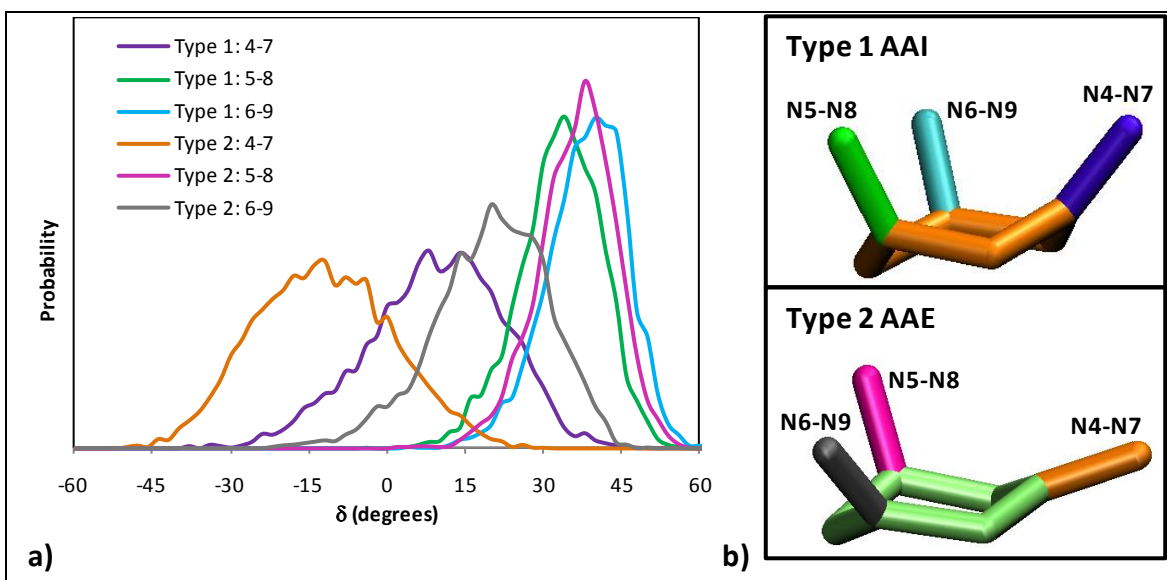 Type 1: 4-7
Type 1: 5-8
Type 1: 6-9
Type 2: 4-7
Type 2: 5-8
Type 2: 6-9
Probability
-60 -45 -30 -15 0 15 30 45 60
δ (degrees)
a)
Type 1 AAI
N5-N8
N6-N9
N4-N7
Type 2 AAE
N5-N8
N6-N9
N4-N7
b)